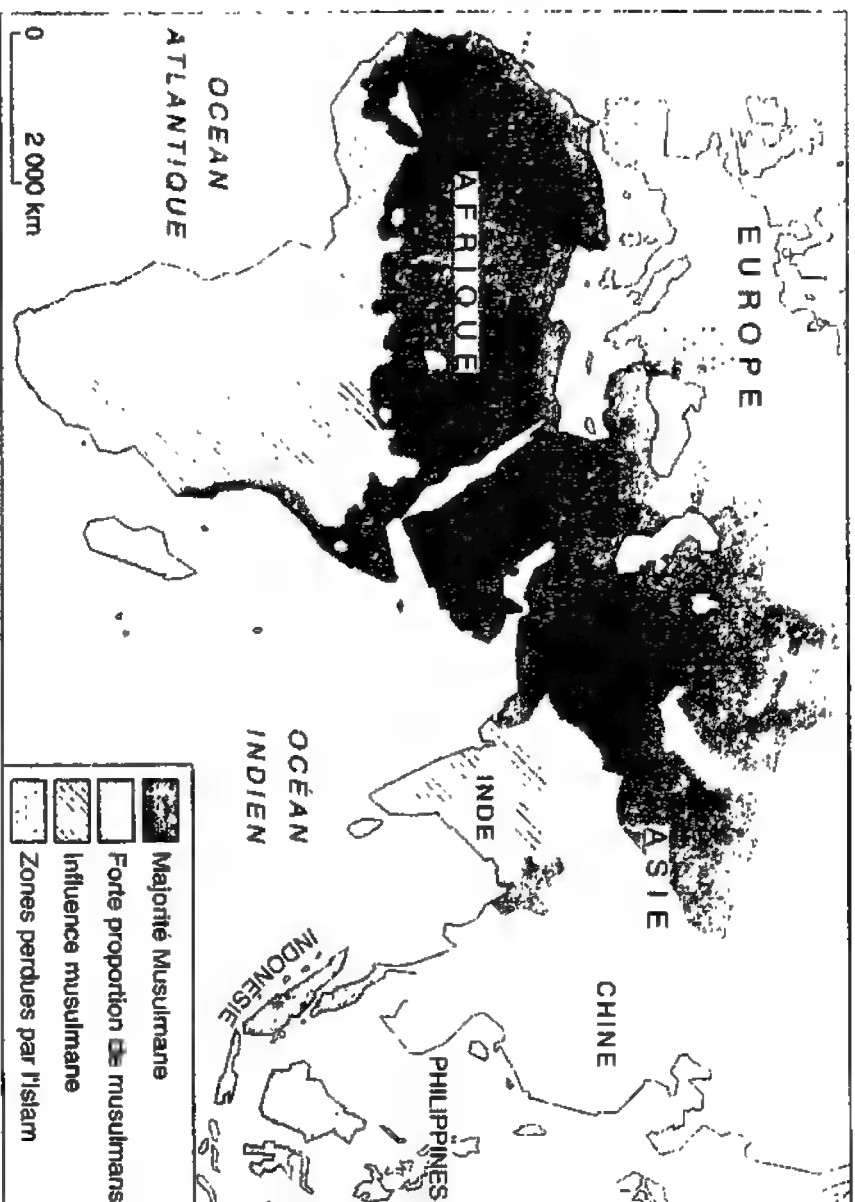 EUROPE
ASIE
CHINE
AFRIQUE
INDE
PHILIPPINES
OCEAN
ATLANTIQUE
OCÉAN
INDIEN
INDONÉSIE
0 2 000 km
Majorité Musulmane
Forte proportion de musulmans
Influence musulmane
Zones perdues par l'Islam